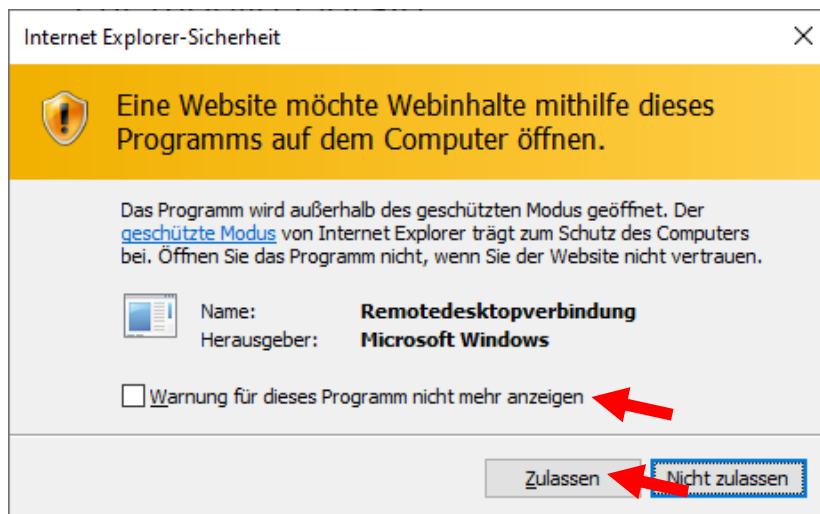 Internet Explorer-Sicherheit
Eine Website möchte Webinhalte mithilfe dieses
Programms auf dem Computer öffnen.
Das Programm wird außerhalb des geschützten Modus geöffnet. Der
geschützte Modus von Internet Explorer trägt zum Schutz des Computers
bei. Öffnen Sie das Programm nicht, wenn Sie der Website nicht vertrauen.
Name: Remotedesktopverbindung
Herausgeber: Microsoft Windows
Warnung für dieses Programm nicht mehr anzeigen
Zulassen Nicht zulassen